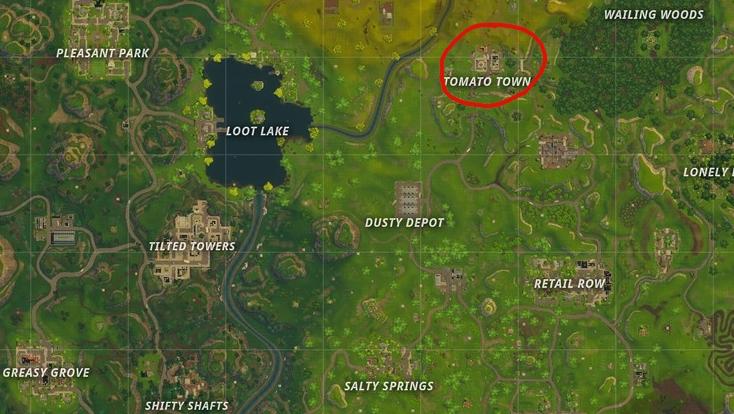 WAILING WOODS
PLEASANT PARK
TOMATO TOWN
LOOT LAKE
LONELY
DUSTY DEPOT
TILTED TOWERS
RETAIL ROW
GREASY GROVE
SALTY SPRINGS
SHIFTY SHAFTS